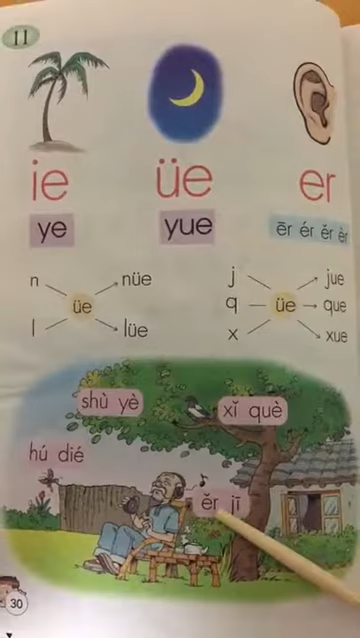 11
ie üe er
ye yue ēr ér ěr èr
n üe nüe
l lüe
j üe jue
q que
x xue
shù yè
xǐ què
hú dié
ěr jī
30